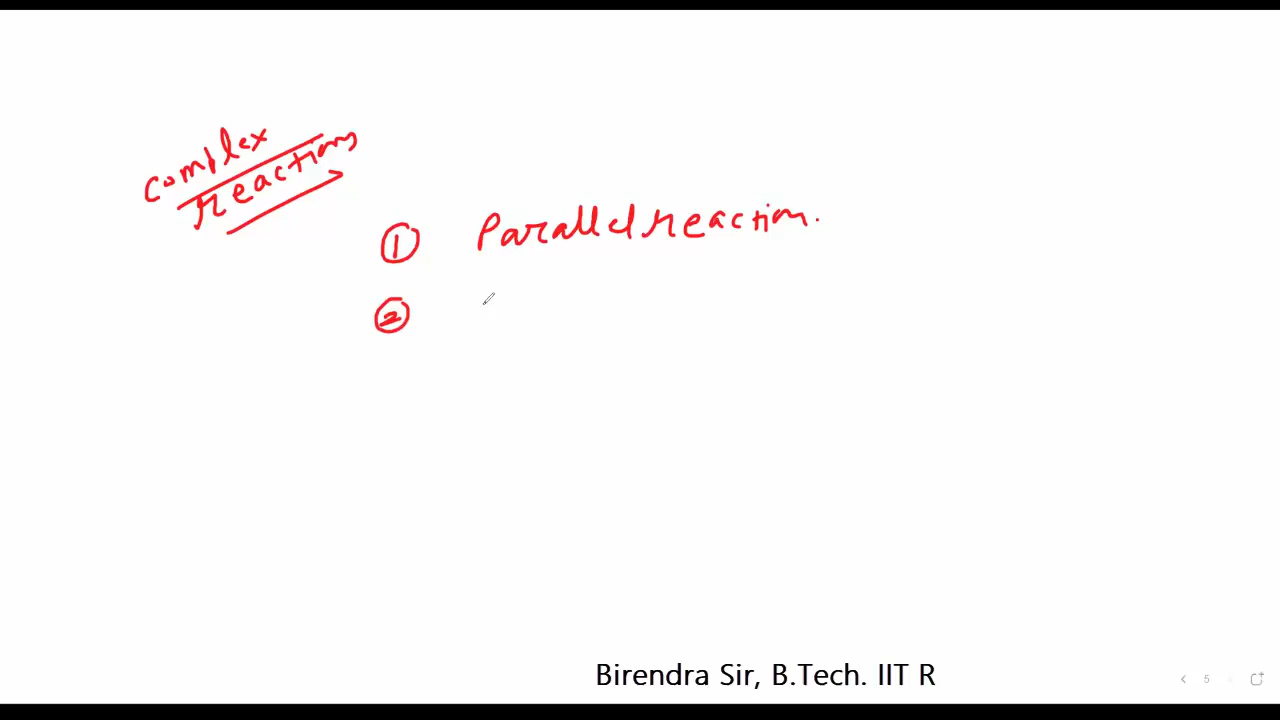 complex
reactions
① Parallel reaction.
②
Birendra Sir, B.Tech. IIT R
5